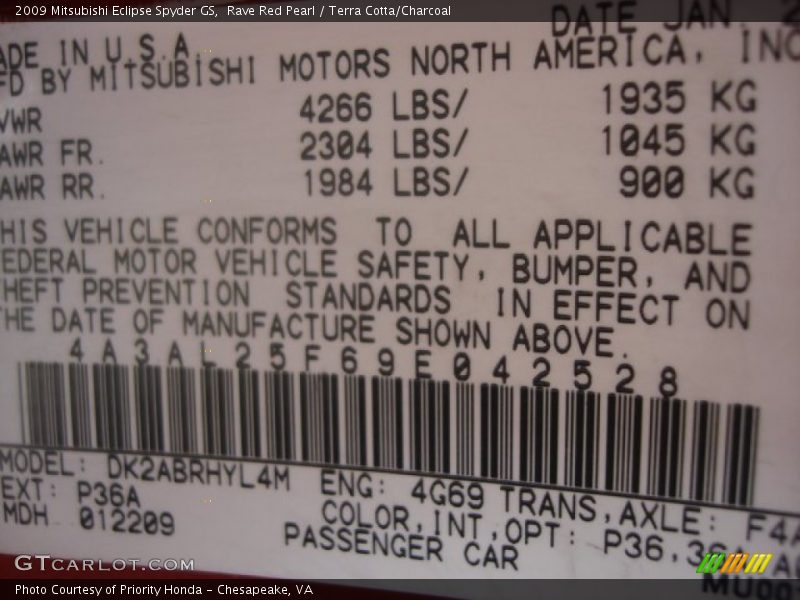 2009 Mitsubishi Eclipse Spyder GS, Rave Red Pearl / Terra Cotta/Charcoal
DATE JAN. 2
ADE IN U.S.A.
FD BY MITSUBISHI MOTORS NORTH AMERICA, INC
VWR 4266 LBS/ 1935 KG
AWR FR. 2304 LBS/ 1045 KG
AWR RR. 1984 LBS/ 900 KG
HIS VEHICLE CONFORMS TO ALL APPLICABLE
EDERAL MOTOR VEHICLE SAFETY, BUMPER, AND
HEFT PREVENTION STANDARDS IN EFFECT ON
HE DATE OF MANUFACTURE SHOWN ABOVE.
4A3AL25F69E042528
MODEL: DK2ABRHYL4M ENG: 4G69 TRANS,AXLE: F4A
EXT: P36A COLOR,INT,OPT: P36,36
MDH 012209 PASSENGER CAR
GTCARLOT.COM
Photo Courtesy of Priority Honda - Chesapeake, VA